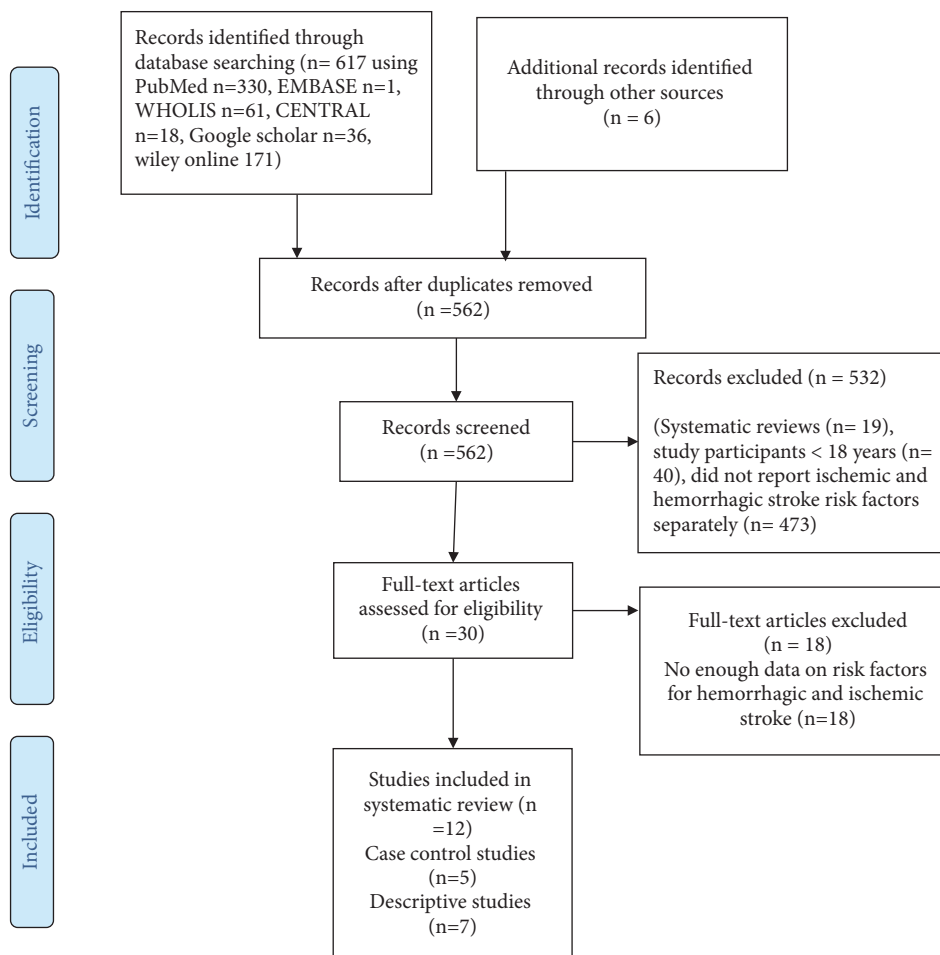 Identification
Records identified through
database searching (n= 617 using
PubMed n=330, EMBASE n=1,
WHOLIS n=61, CENTRAL
n=18, Google scholar n=36,
wiley online 171)
Additional records identified
through other sources
(n = 6)
Records after duplicates removed
(n =562)
Screening
Records screened
(n =562)
Records excluded (n = 532)
(Systematic reviews (n= 19),
study participants < 18 years (n=
40), did not report ischemic and
hemorrhagic stroke risk factors
separately (n= 473)
Eligibility
Full-text articles
assessed for eligibility
(n =30)
Full-text articles excluded
(n = 18)
No enough data on risk factors
for hemorrhagic and ischemic
stroke (n=18)
Included
Studies included in
systematic review (n
=12)
Case control studies
(n=5)
Descriptive studies
(n=7)